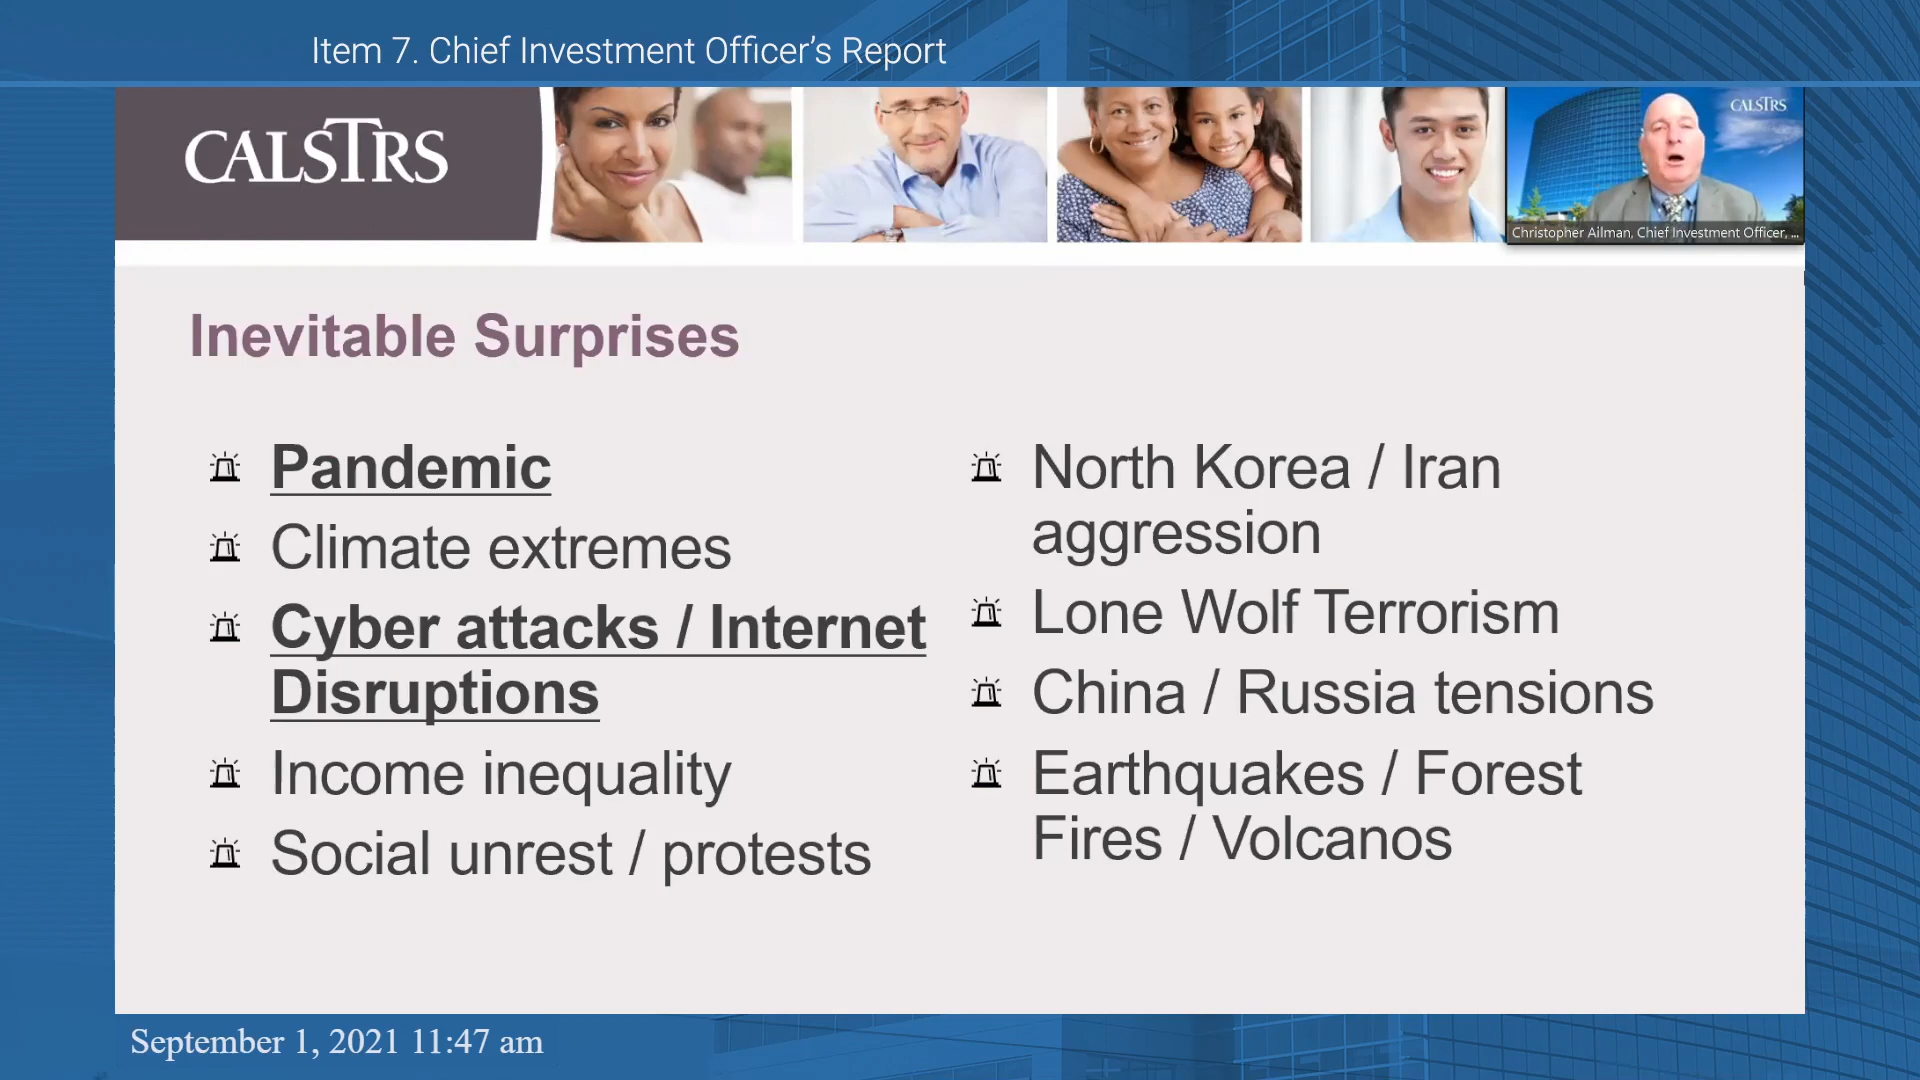 Item 7. Chief Investment Officer’s Report
CALSTRS
CALSTRS
Christopher Ailman, Chief Investment Officer, ...
Inevitable Surprises
Pandemic
Climate extremes
Cyber attacks / Internet
Disruptions
Income inequality
Social unrest / protests
North Korea / Iran
aggression
Lone Wolf Terrorism
China / Russia tensions
Earthquakes / Forest
Fires / Volcanos
September 1, 2021 11:47 am